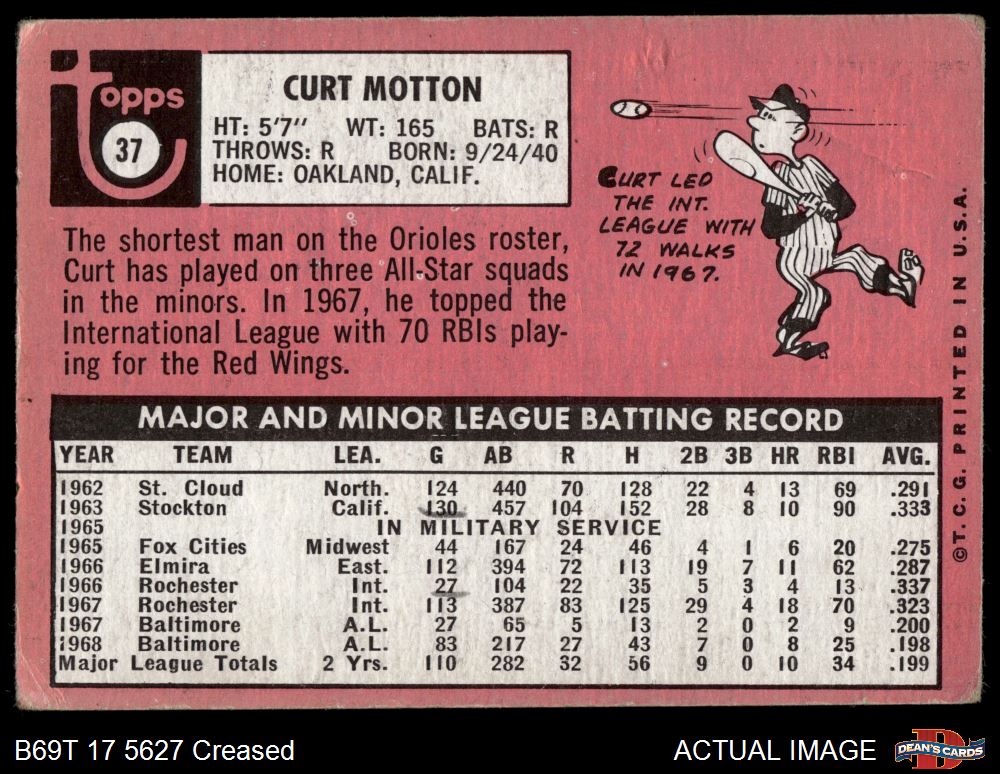 Topps
37
CURT MOTTON
HT: 5'7" WT: 165 BATS: R
THROWS: R BORN: 9/24/40
HOME: OAKLAND, CALIF.
CURT LED
THE INT.
LEAGUE WITH
72 WALKS
IN 1967.
The shortest man on the Orioles roster,
Curt has played on three All-Star squads
in the minors. In 1967, he topped the
International League with 70 RBIs play-
ing for the Red Wings.
MAJOR AND MINOR LEAGUE BATTING RECORD
YEAR TEAM LEA. G AB R H 2B 3B HR RBI AVG.
1962 St. Cloud North. 124 440 70 128 22 4 13 69 .291
1963 Stockton Calif. 130 457 104 152 28 8 10 90 .333
1965 IN MILITARY SERVICE
1965 Fox Cities Midwest 44 167 24 46 4 1 6 20 .275
1966 Elmira East. 112 394 72 113 19 7 11 62 .287
1966 Rochester Int. 27 104 22 35 5 3 4 13 .337
1967 Rochester Int. 113 387 83 125 29 4 18 70 .323
1967 Baltimore A.L. 27 65 5 13 2 0 2 9 .200
1968 Baltimore A.L. 83 217 27 43 7 0 8 25 .198
Major League Totals 2 Yrs. 110 282 32 56 9 0 10 34 .199
©T. C. G. PRINTED IN U.S.A.
B69T 17 5627 Creased
ACTUAL IMAGE
D
DEAN'S CARDS